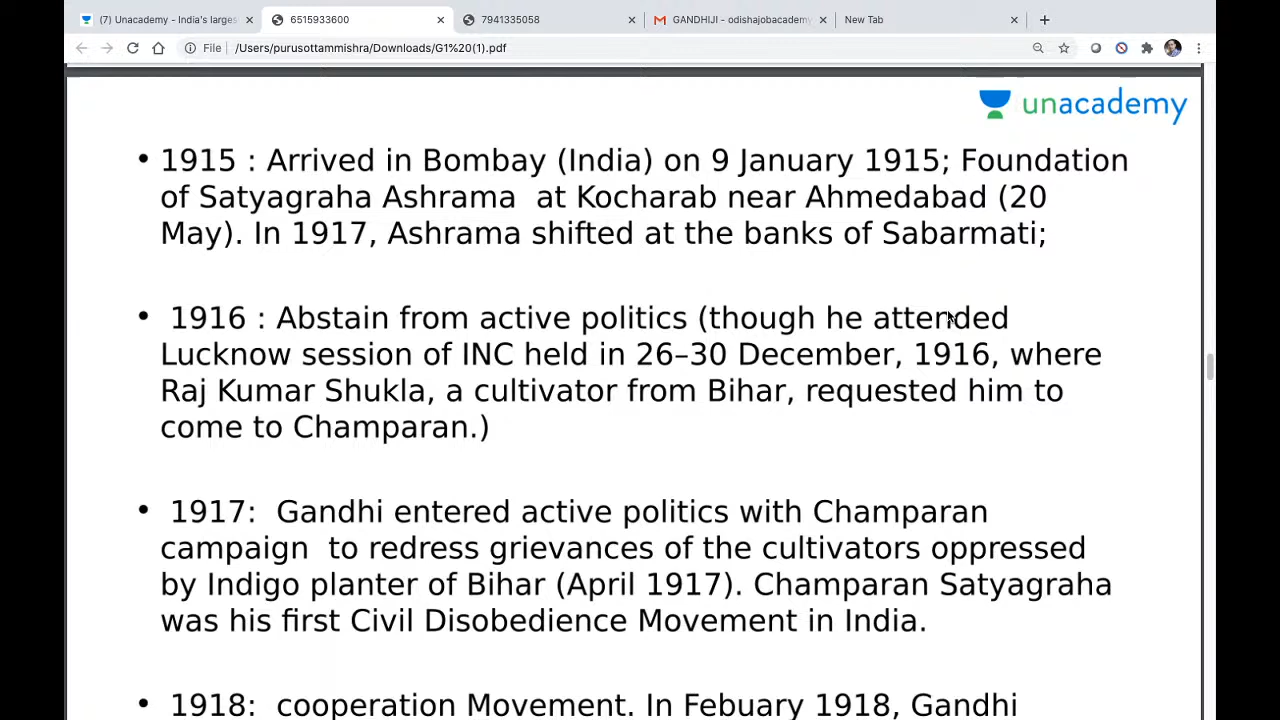 (7) Unacademy - India's larges
6515933600
7941335058
GANDHIJI - odishajobacademy
New Tab
File
/Users/purusottammishra/Downloads/G1%20(1).pdf
unacademy
• 1915 : Arrived in Bombay (India) on 9 January 1915; Foundation
of Satyagraha Ashrama at Kocharab near Ahmedabad (20
May). In 1917, Ashrama shifted at the banks of Sabarmati;
• 1916 : Abstain from active politics (though he attended
Lucknow session of INC held in 26–30 December, 1916, where
Raj Kumar Shukla, a cultivator from Bihar, requested him to
come to Champaran.)
• 1917: Gandhi entered active politics with Champaran
campaign to redress grievances of the cultivators oppressed
by Indigo planter of Bihar (April 1917). Champaran Satyagraha
was his first Civil Disobedience Movement in India.
• 1918: cooperation Movement. In Febuary 1918, Gandhi